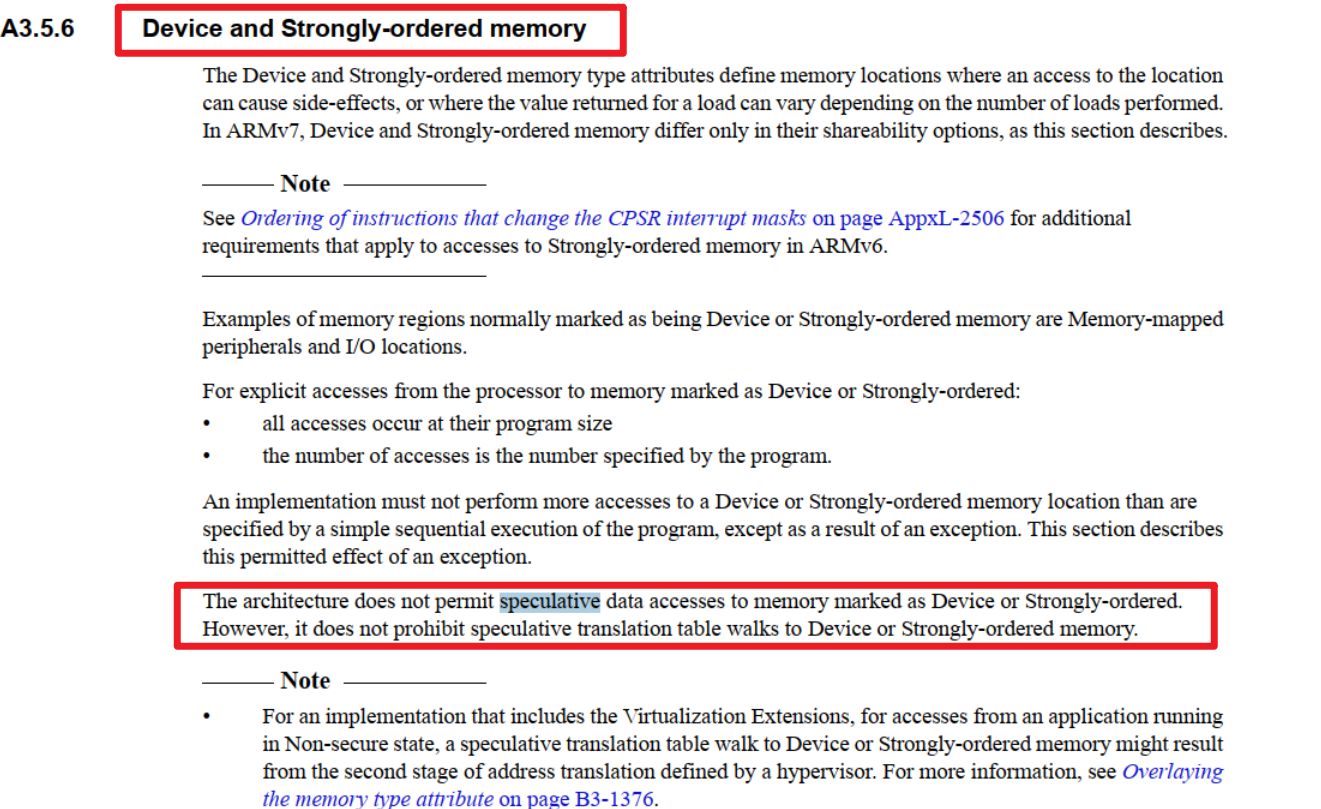 A3.5.6 Device and Strongly-ordered memory
The Device and Strongly-ordered memory type attributes define memory locations where an access to the location
can cause side-effects, or where the value returned for a load can vary depending on the number of loads performed.
In ARMv7, Device and Strongly-ordered memory differ only in their shareability options, as this section describes.
Note
See Ordering of instructions that change the CPSR interrupt masks on page AppxL-2506 for additional
requirements that apply to accesses to Strongly-ordered memory in ARMv6.
Examples of memory regions normally marked as being Device or Strongly-ordered memory are Memory-mapped
peripherals and I/O locations.
For explicit accesses from the processor to memory marked as Device or Strongly-ordered:
• all accesses occur at their program size
• the number of accesses is the number specified by the program.
An implementation must not perform more accesses to a Device or Strongly-ordered memory location than are
specified by a simple sequential execution of the program, except as a result of an exception. This section describes
this permitted effect of an exception.
The architecture does not permit speculative data accesses to memory marked as Device or Strongly-ordered.
However, it does not prohibit speculative translation table walks to Device or Strongly-ordered memory.
Note
• For an implementation that includes the Virtualization Extensions, for accesses from an application running
in Non-secure state, a speculative translation table walk to Device or Strongly-ordered memory might result
from the second stage of address translation defined by a hypervisor. For more information, see Overlaying
the memory type attribute on page B3-1376.